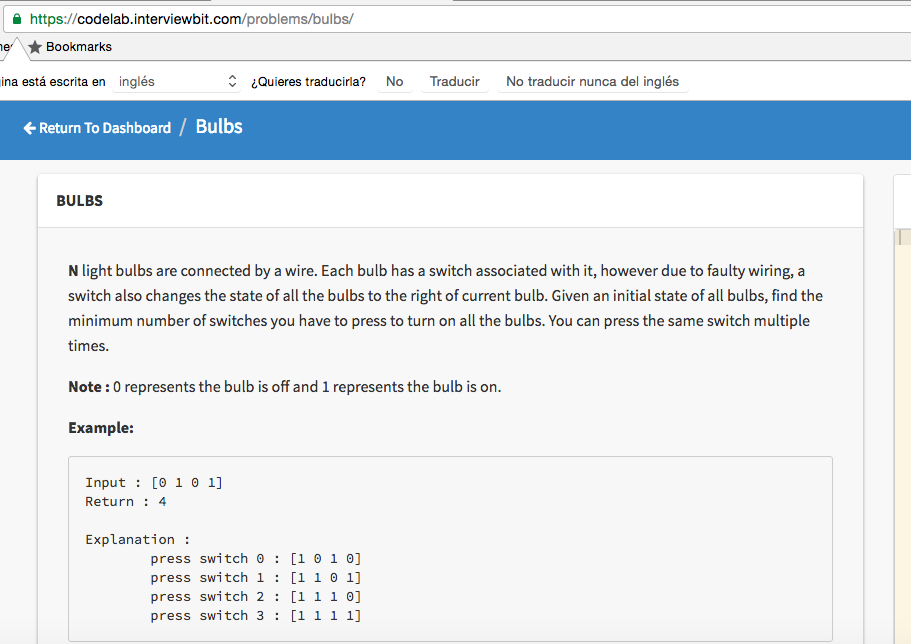 https://codelab.interviewbit.com/problems/bulbs/
Bookmarks
ina está escrita en inglés ¿Quieres traducirla? No Traducir No traducir nunca del inglés
Return To Dashboard / Bulbs
BULBS
N light bulbs are connected by a wire. Each bulb has a switch associated with it, however due to faulty wiring, a
switch also changes the state of all the bulbs to the right of current bulb. Given an initial state of all bulbs, find the
minimum number of switches you have to press to turn on all the bulbs. You can press the same switch multiple
times.
Note : 0 represents the bulb is off and 1 represents the bulb is on.
Example:
Input : [0 1 0 1]
Return : 4
Explanation :
press switch 0 : [1 0 1 0]
press switch 1 : [1 1 0 1]
press switch 2 : [1 1 1 0]
press switch 3 : [1 1 1 1]